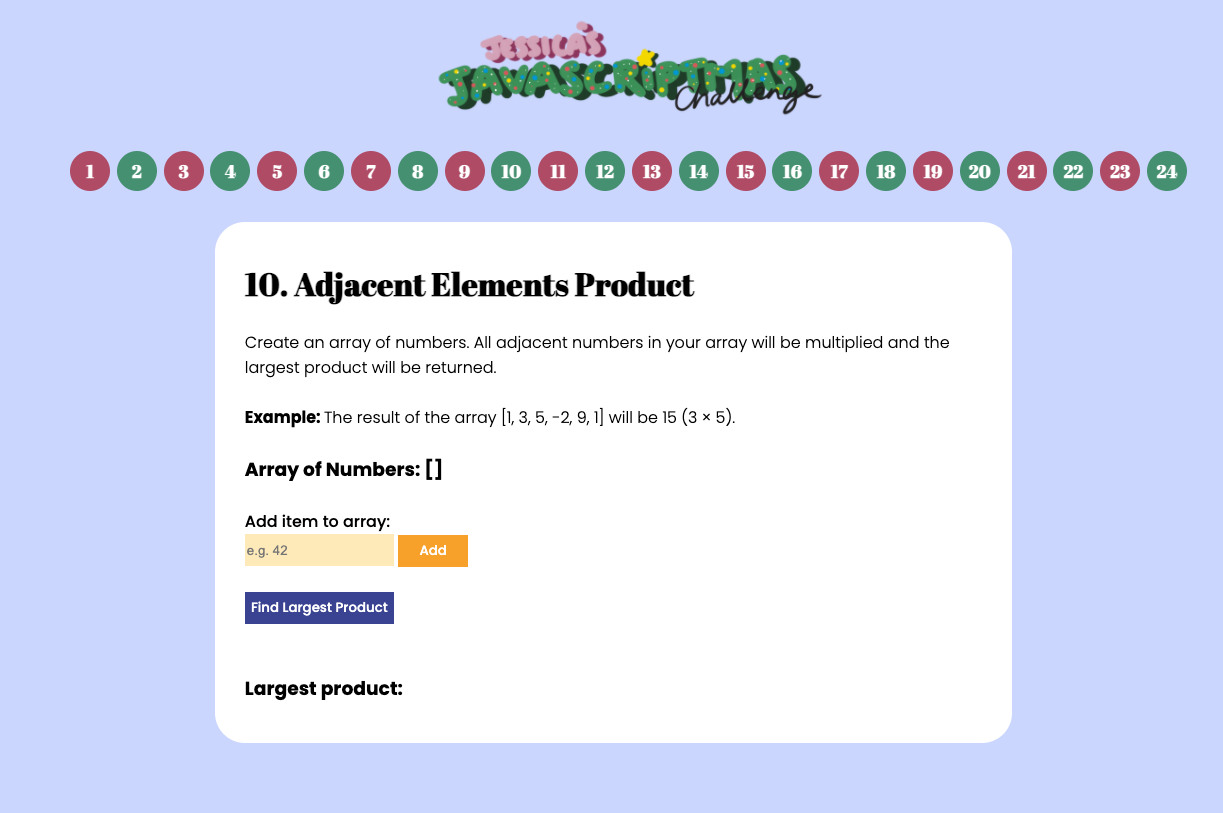 JESSICA'S
JAVASCRIPTMAS
Challenge
1 2 3 4 5 6 7 8 9 10 11 12 13 14 15 16 17 18 19 20 21 22 23 24
10. Adjacent Elements Product
Create an array of numbers. All adjacent numbers in your array will be multiplied and the
largest product will be returned.
Example: The result of the array [1, 3, 5, -2, 9, 1] will be 15 (3 × 5).
Array of Numbers: []
Add item to array:
e.g. 42 Add
Find Largest Product
Largest product: